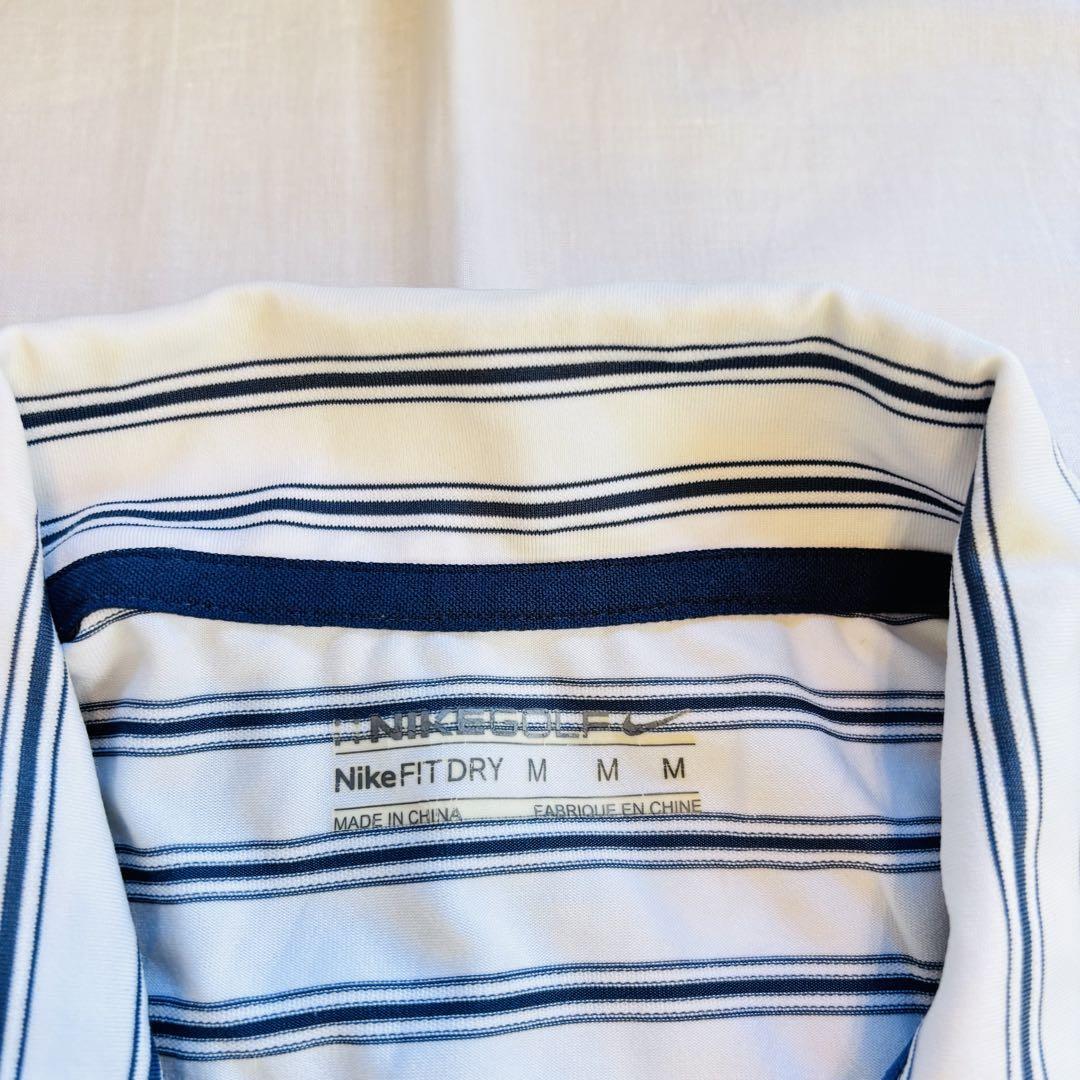 NIKEGOLF
NikeFIT DRY M M M
MADE IN CHINA FABRIQUE EN CHINE